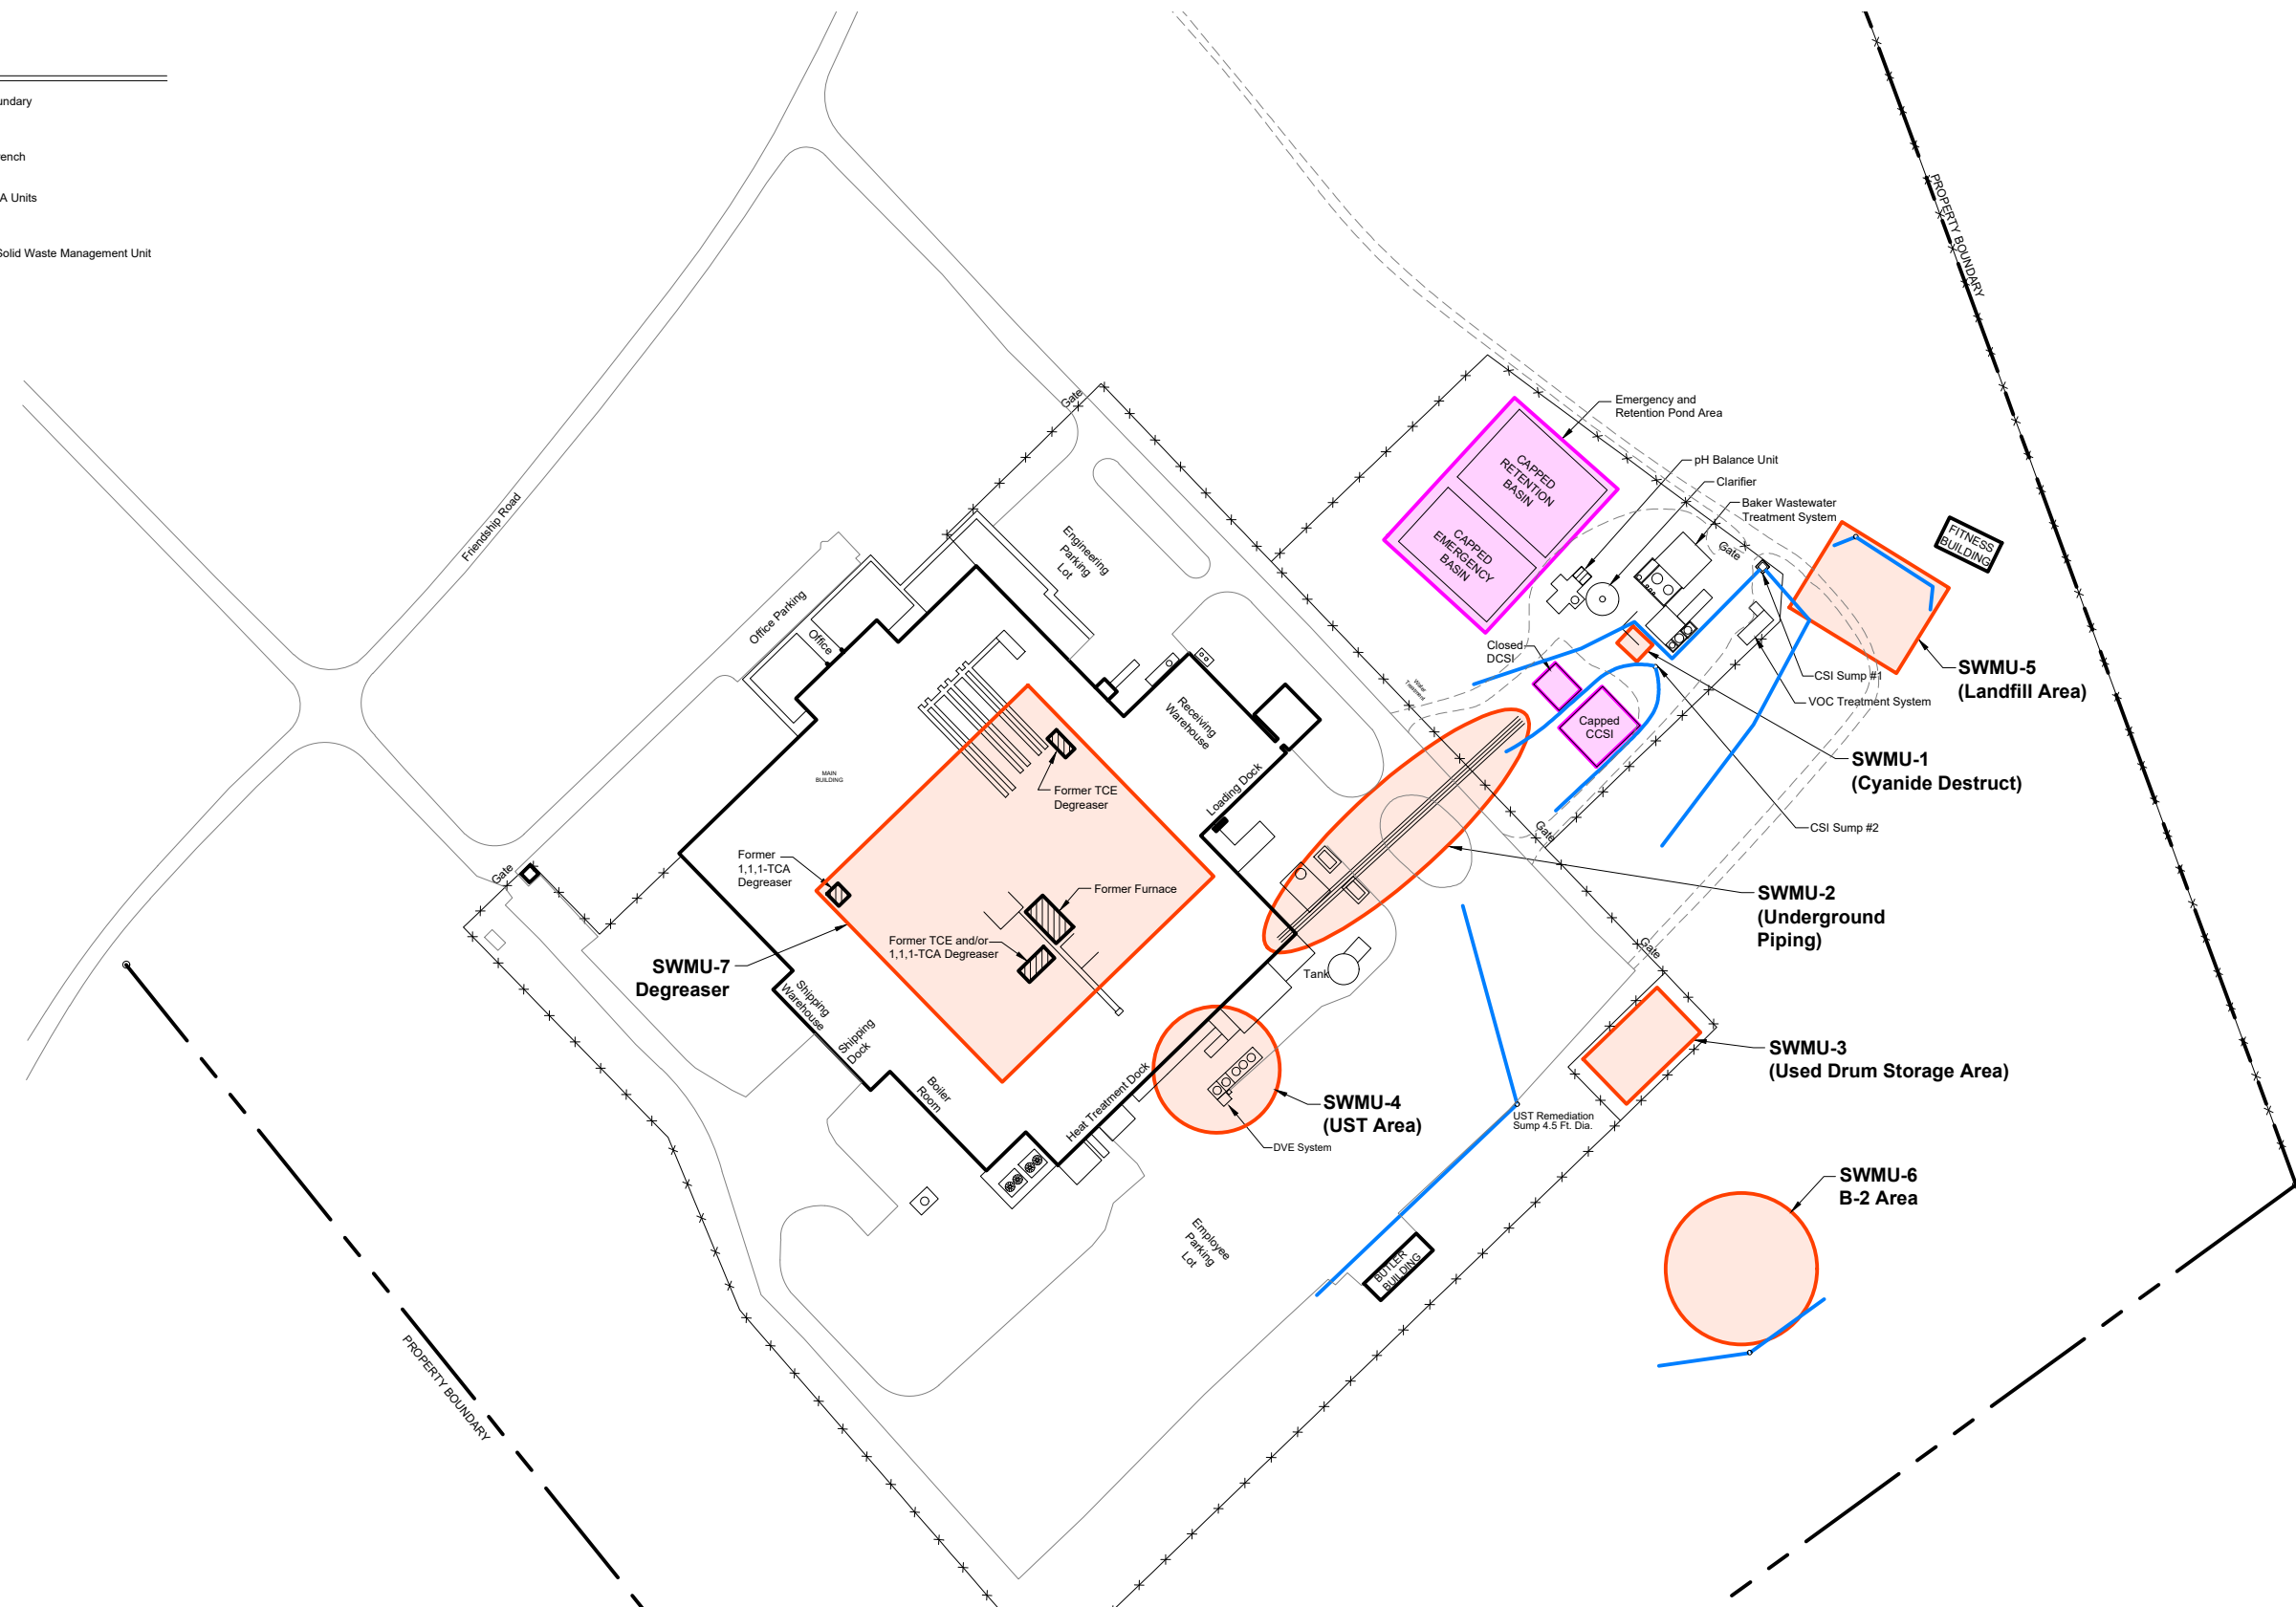 undary
ench
A Units
Solid Waste Management Unit
PROPERTY BOUNDARY
Friendship Road
Gate
Engineering
Parking
Lot
Office Parking
Office
Emergency and
Retention Pond Area
CAPPED
RETENTION
BASIN
CAPPED
EMERGENCY
BASIN
pH Balance Unit
Clarifier
Baker Wastewater
Treatment System
Gate
FITNESS
BUILDING
SWMU-5
(Landfill Area)
CSI Sump #1
VOC Treatment System
Closed
DCSI
Capped
CCSI
Water
Treatment
SWMU-1
(Cyanide Destruct)
CSI Sump #2
Receiving
Warehouse
Loading Dock
MAIN
BUILDING
Former TCE
Degreaser
Former
1,1,1-TCA
Degreaser
Former Furnace
Former TCE and/or
1,1,1-TCA Degreaser
Gate
Gate
SWMU-2
(Underground
Piping)
Gate
SWMU-7
Degreaser
Tank
Shipping
Warehouse
Shipping
Dock
Boiler
Room
Heat Treatment Dock
SWMU-3
(Used Drum Storage Area)
SWMU-4
(UST Area)
DVE System
UST Remediation
Sump 4.5 Ft. Dia.
SWMU-6
B-2 Area
Employee
Parking
Lot
BUTLER
BUILDING
PROPERTY BOUNDARY